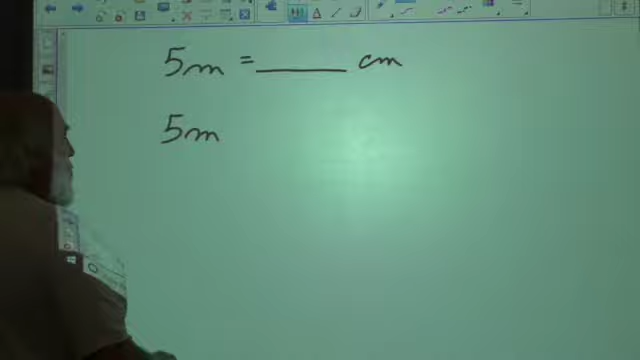 5m = ______ cm
5m